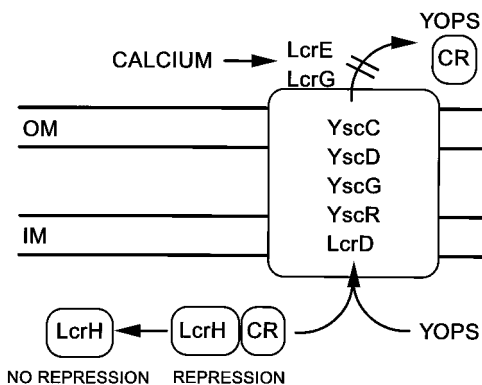 YOPS
CR
CALCIUM
LcrE
LcrG
OM
YscC
YscD
YscG
YscR
IM
LcrD
LcrH
LcrH
CR
YOPS
NO REPRESSION
REPRESSION